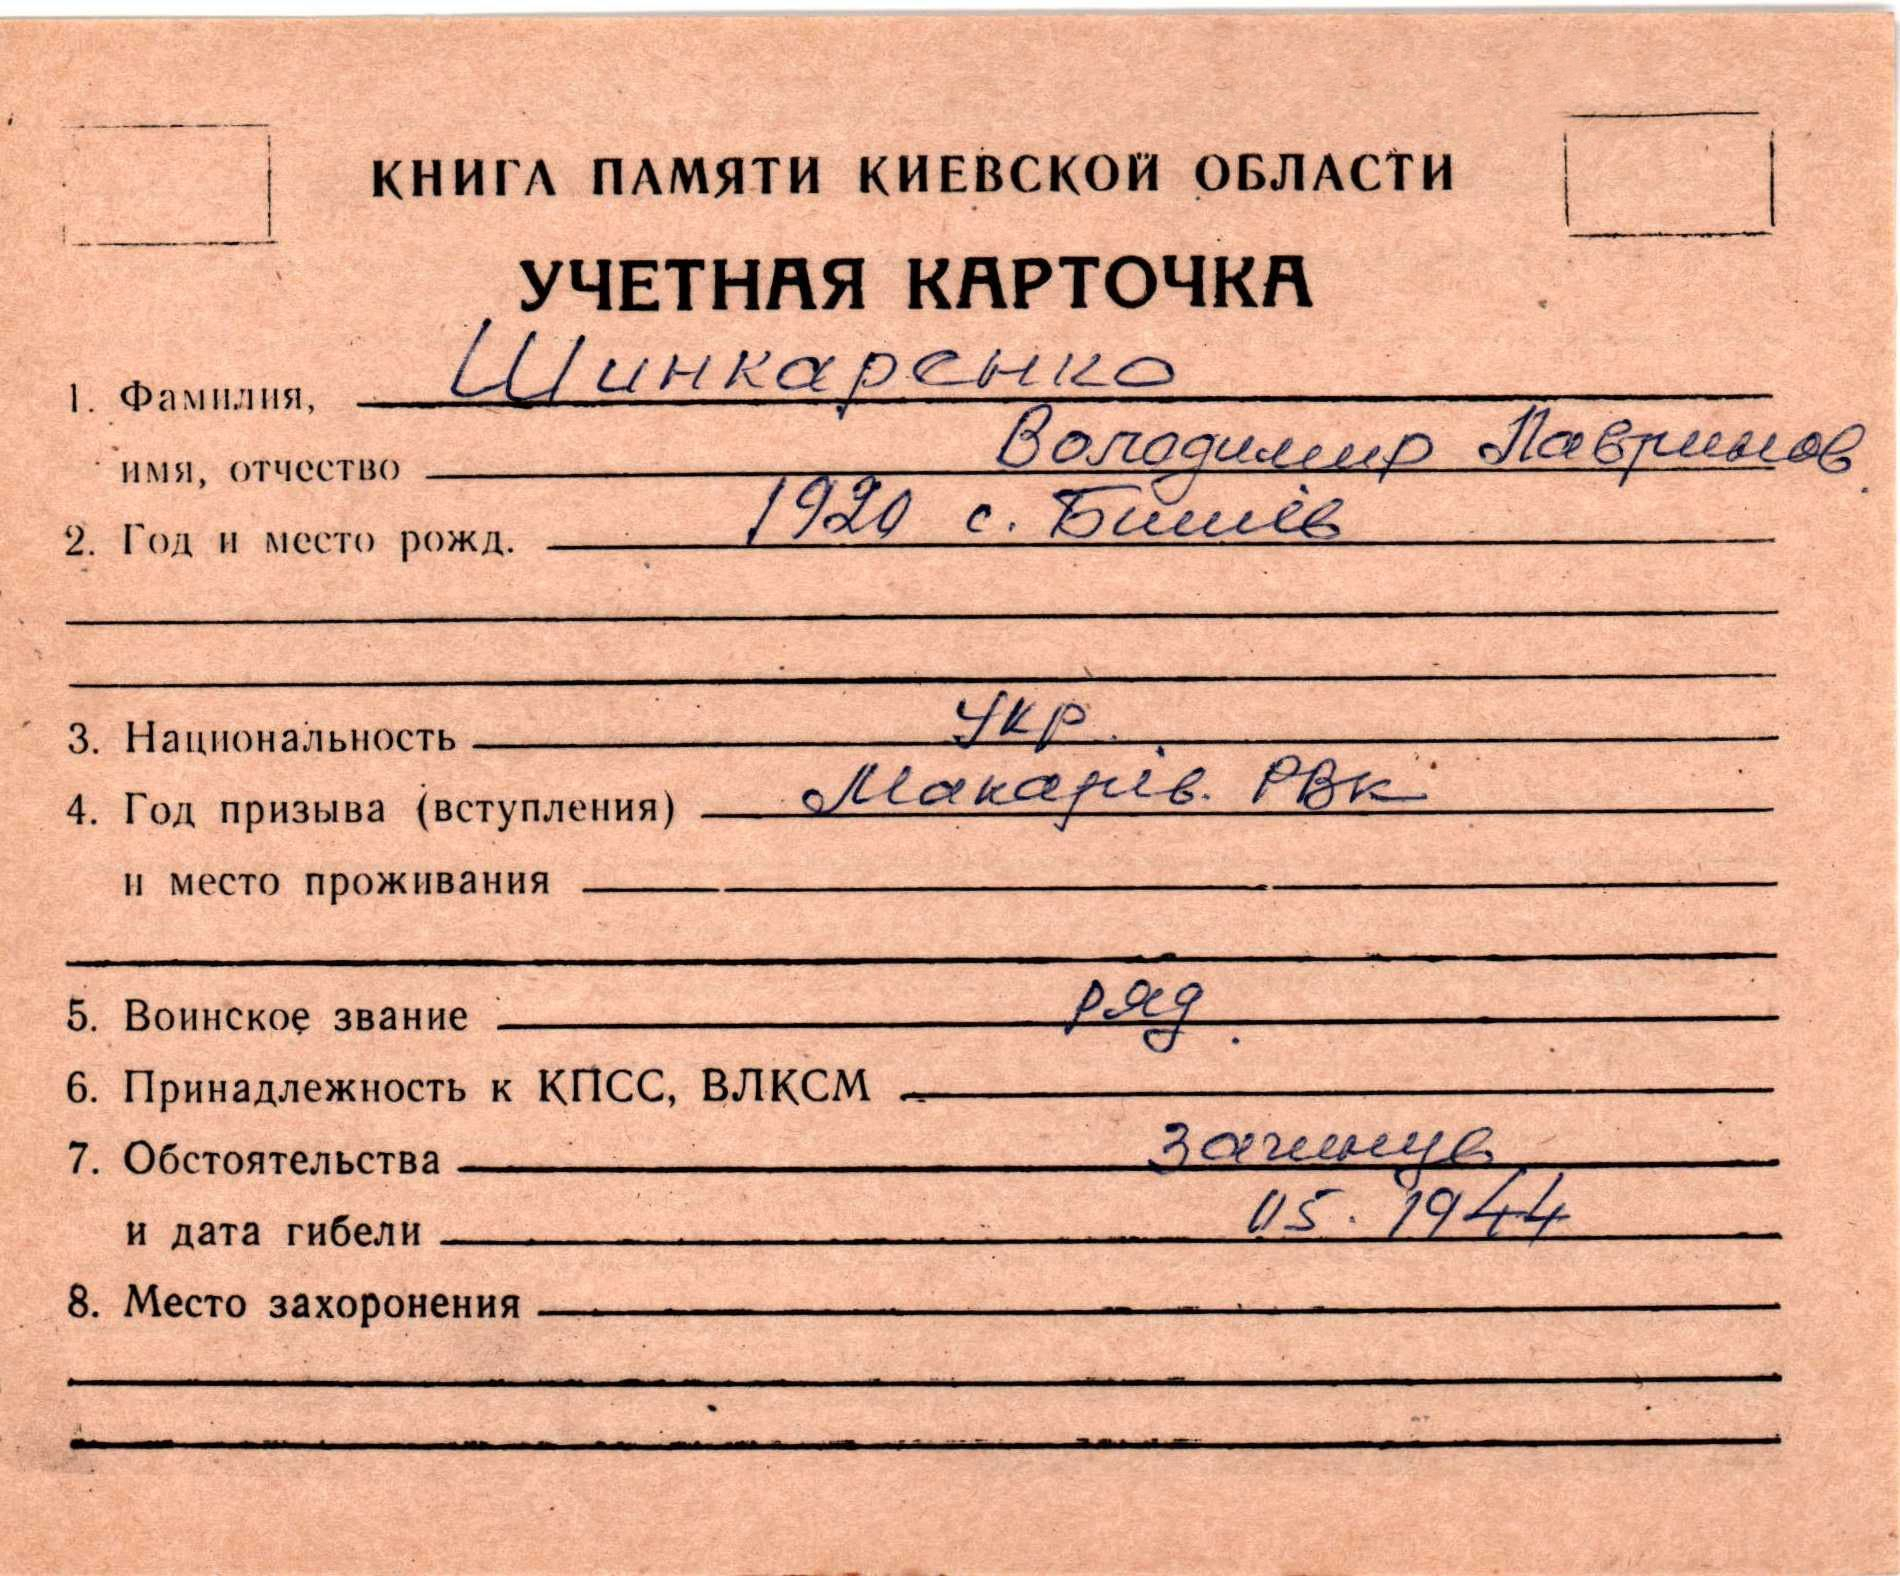 КНИГА ПАМЯТИ КИЕВСКОЙ ОБЛАСТИ
УЧЕТНАЯ КАРТОЧКА
1. Фамилия, Шинкаренко
имя, отчество Володимир Лавринов.
2. Год и место рожд. 1920 с. Бишів
3. Национальность Укр.
4. Год призыва (вступления) Макарів. РВК
и место проживания
5. Воинское звание ряд.
6. Принадлежность к КПСС, ВЛКСМ
7. Обстоятельства загинув
и дата гибели 05. 1944
8. Место захоронения